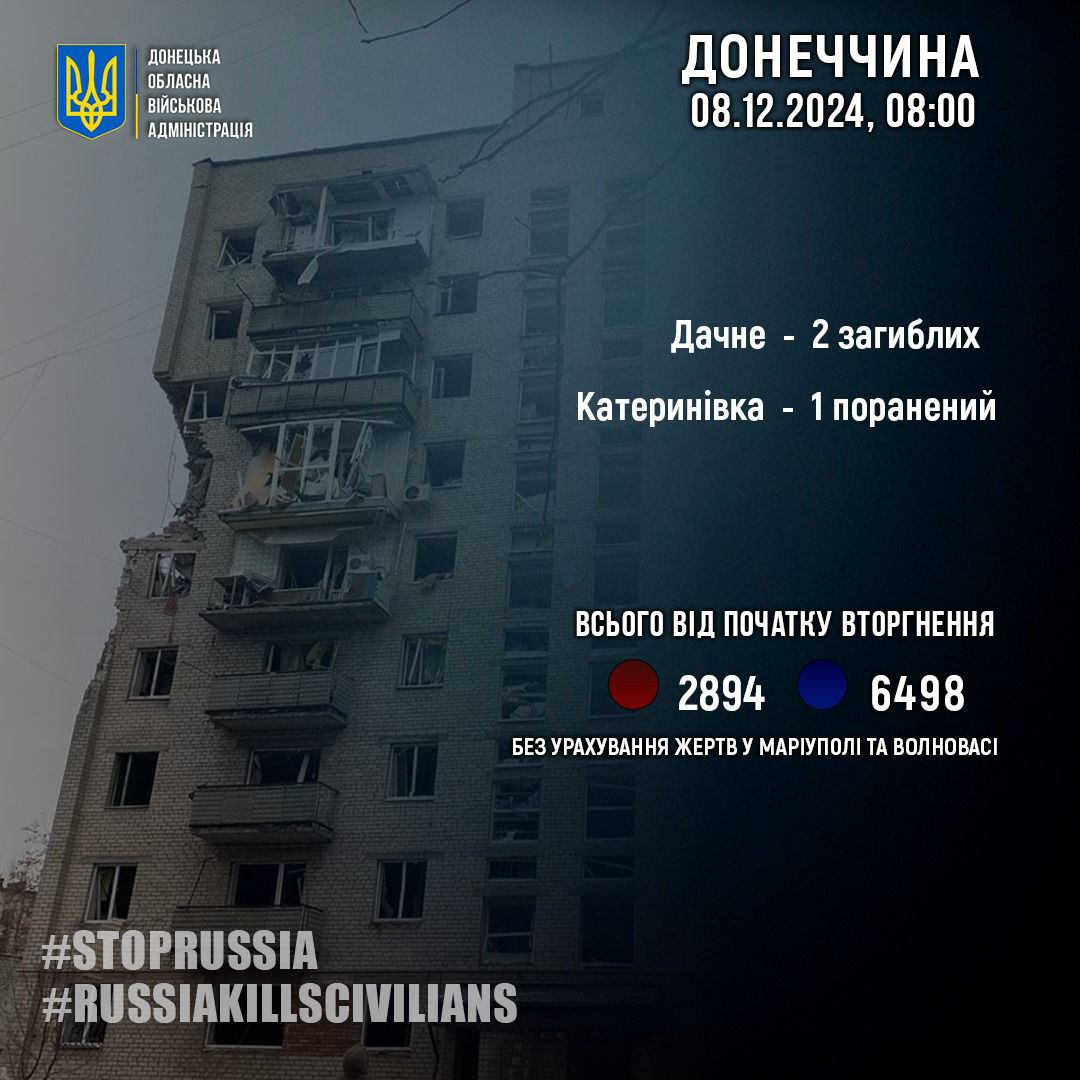 ДОНЕЦЬКА
ОБЛАСНА
ВІЙСЬКОВА
АДМІНІСТРАЦІЯ
ДОНЕЧЧИНА
08.12.2024, 08:00
Дачне - 2 загиблих
Катеринівка - 1 поранений
ВСЬОГО ВІД ПОЧАТКУ ВТОРГНЕННЯ
2894 6498
БЕЗ УРАХУВАННЯ ЖЕРТВ У МАРІУПОЛІ ТА ВОЛНОВАСІ
#STOPRUSSIA
#RUSSIAKILLSCIVILIANS